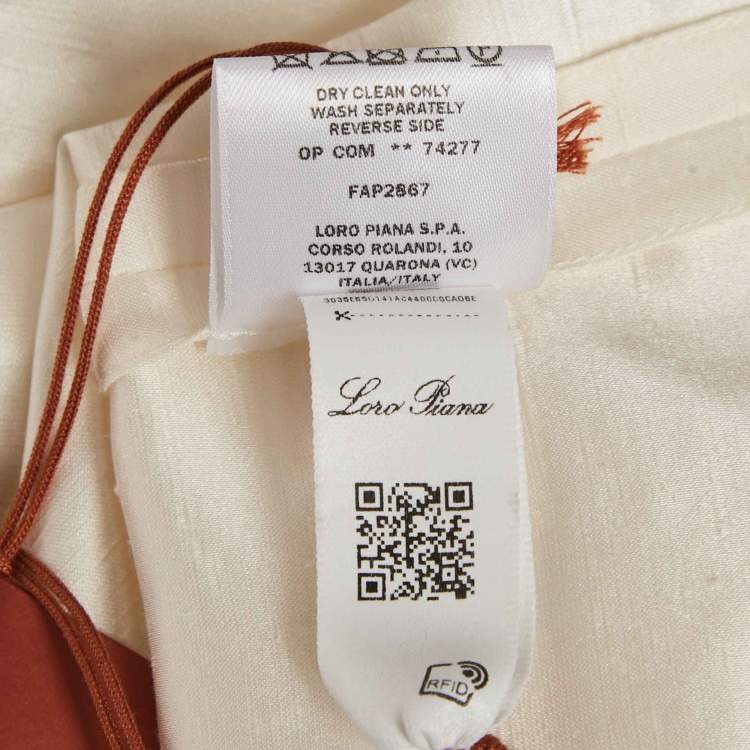 DRY CLEAN ONLY
WASH SEPARATELY
REVERSE SIDE
OP COM ** 74277
FAP2867
LORO PIANA S.P.A.
CORSO ROLANDI, 10
13017 QUARONA (VC)
ITALIA/ITALY
Loro Piana
RFID